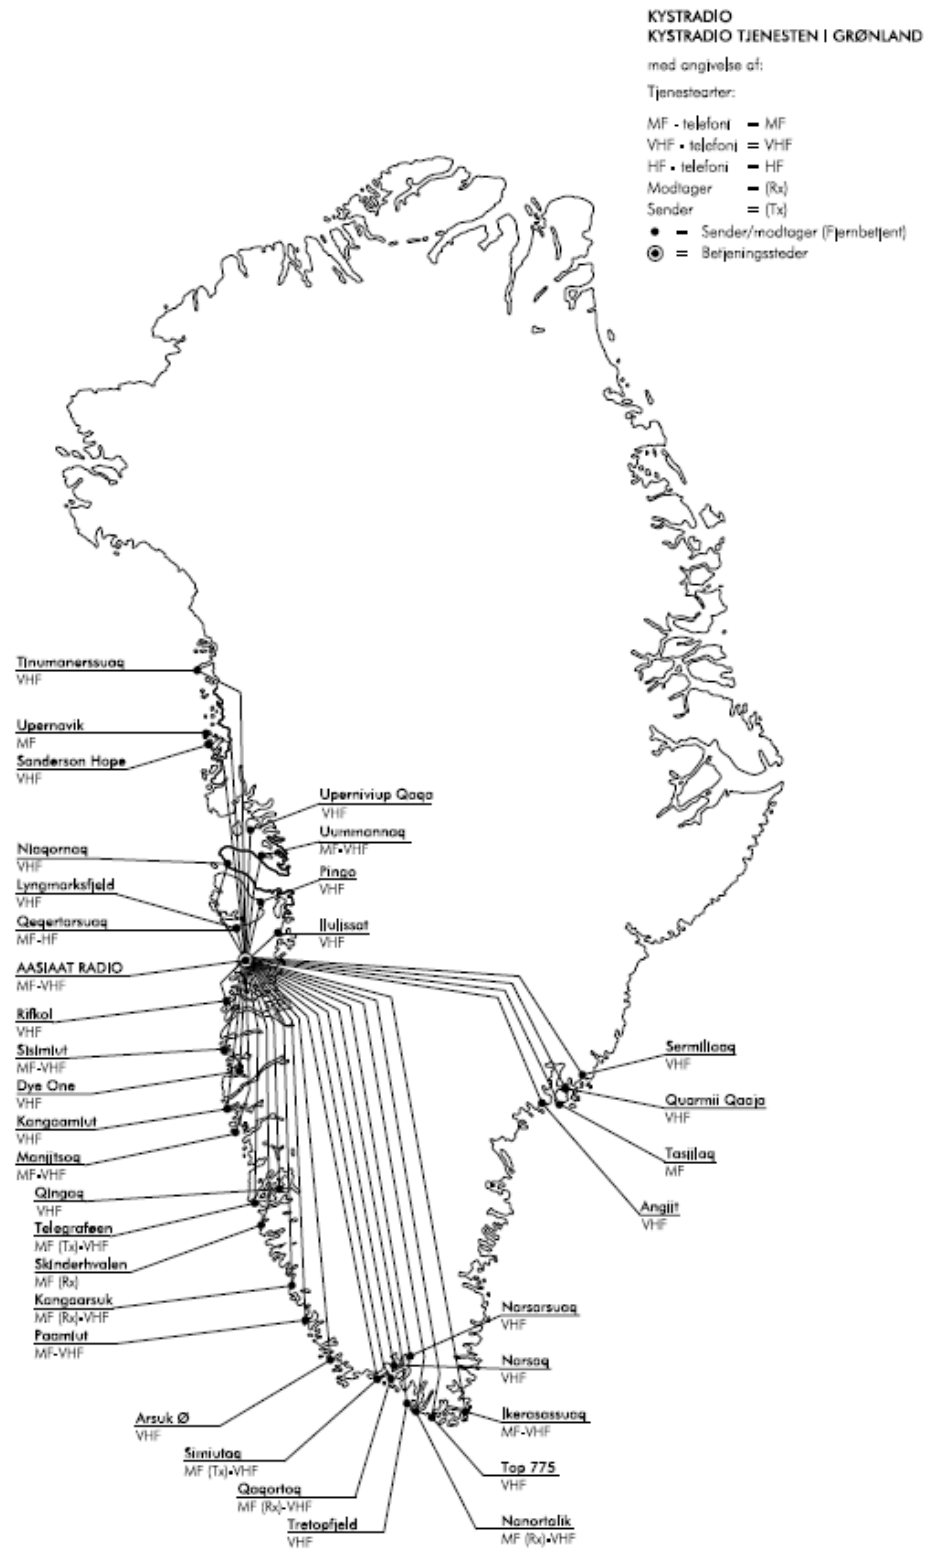 KYSTRADIO
KYSTRADIO TJENESTEN I GRØNLAND
med angivelse af:
Tjenestearter:
MF - telefoni = MF
VHF - telefoni = VHF
HF - telefoni = HF
Modtager = (Rx)
Sender = (Tx)
● = Sender/modtager (Fjernbetjent)
◉ = Betjeningssteder
Tinumanerssuaq
VHF
Upernavik
MF
Sanderson Hope
VHF
Uperniviup Qaqa
VHF
Uummannaq
MF-VHF
Niaqornaq
VHF
Pingo
VHF
Lyngmarksfjeld
VHF
Qeqertarsuaq
MF-HF
Ilulissat
VHF
AASIAAT RADIO
MF-VHF
Rifkol
VHF
Sisimiut
MF-VHF
Dye One
VHF
Kangaamiut
VHF
Maniitsoq
MF-VHF
Qingaq
VHF
Telegraføen
MF (Tx)-VHF
Skinderhvalen
MF (Rx)
Kangaarsuk
MF (Rx)-VHF
Paamiut
MF-VHF
Sermiliaaq
VHF
Quarmii Qaaja
VHF
Tasiilaq
MF
Angiit
VHF
Narsarsuaq
VHF
Narsaq
VHF
Ikerasassuaq
MF-VHF
Top 775
VHF
Nanortalik
MF (Rx)-VHF
Arsuk Ø
VHF
Simiutaq
MF (Tx)-VHF
Qaqortoq
MF (Rx)-VHF
Tretopfjeld
VHF